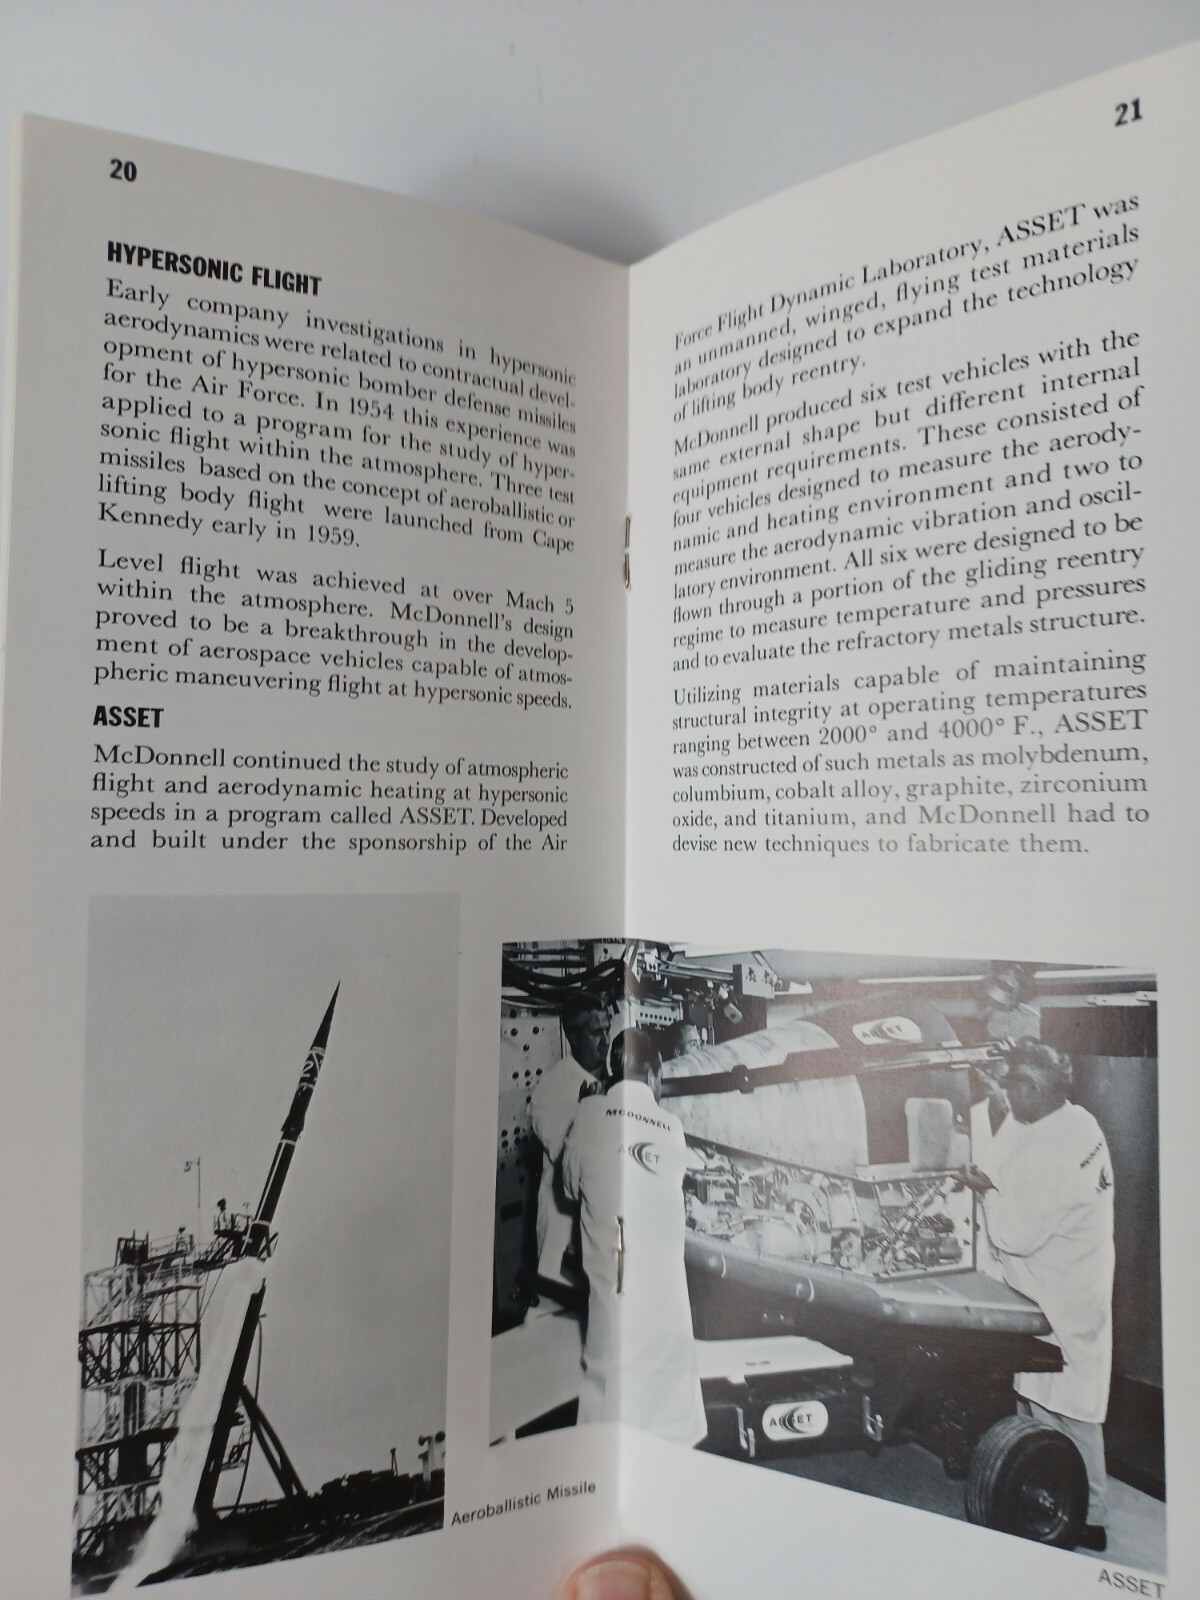 20
HYPERSONIC FLIGHT
Early company investigations in hypersonic
aerodynamics were related to contractual devel-
opment of hypersonic bomber defense missiles
for the Air Force. In 1954 this experience was
applied to a program for the study of hyper-
sonic flight within the atmosphere. Three test
missiles based on the concept of aeroballistic or
lifting body flight were launched from Cape
Kennedy early in 1959.
Level flight was achieved at over Mach 5
within the atmosphere. McDonnell's design
proved to be a breakthrough in the develop-
ment of aerospace vehicles capable of atmos-
pheric maneuvering flight at hypersonic speeds.
ASSET
McDonnell continued the study of atmospheric
flight and aerodynamic heating at hypersonic
speeds in a program called ASSET. Developed
and built under the sponsorship of the Air
Aeroballistic Missile
21
Force Flight Dynamic Laboratory, ASSET was
an unmanned, winged, flying test materials
laboratory designed to expand the technology
of lifting body reentry.
McDonnell produced six test vehicles with the
same external shape but different internal
equipment requirements. These consisted of
four vehicles designed to measure the aerody-
namic and heating environment and two to
measure the aerodynamic vibration and oscil-
latory environment. All six were designed to be
flown through a portion of the gliding reentry
regime to measure temperature and pressures
and to evaluate the refractory metals structure.
Utilizing materials capable of maintaining
structural integrity at operating temperatures
ranging between 2000° and 4000° F., ASSET
was constructed of such metals as molybdenum,
columbium, cobalt alloy, graphite, zirconium
oxide, and titanium, and McDonnell had to
devise new techniques to fabricate them.
ASSET
MCDONNELL
ASSET
ASSET
ASSET